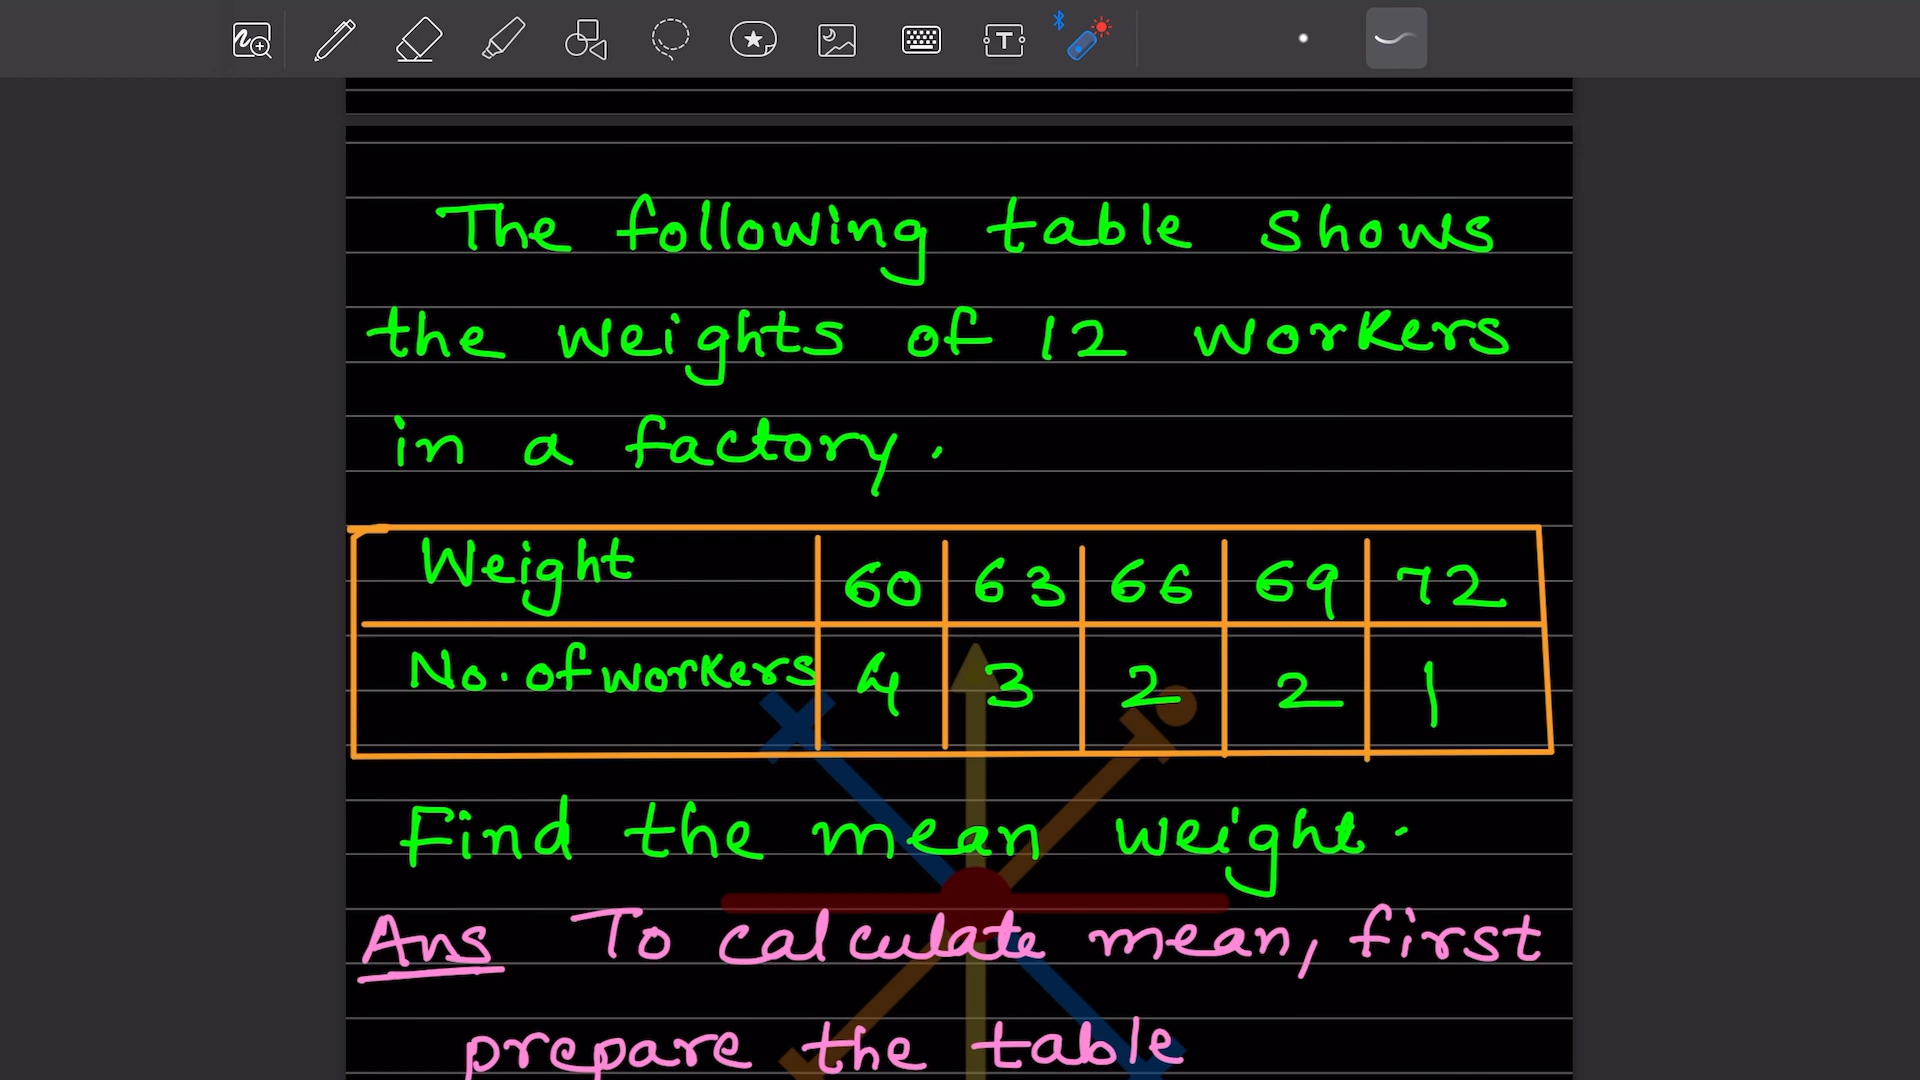 The following table shows
the weights of 12 workers
in a factory.
Weight 60 63 66 69 72
No. of workers 4 3 2 2 1
Find the mean weight.
Ans To calculate mean, first
prepare the table